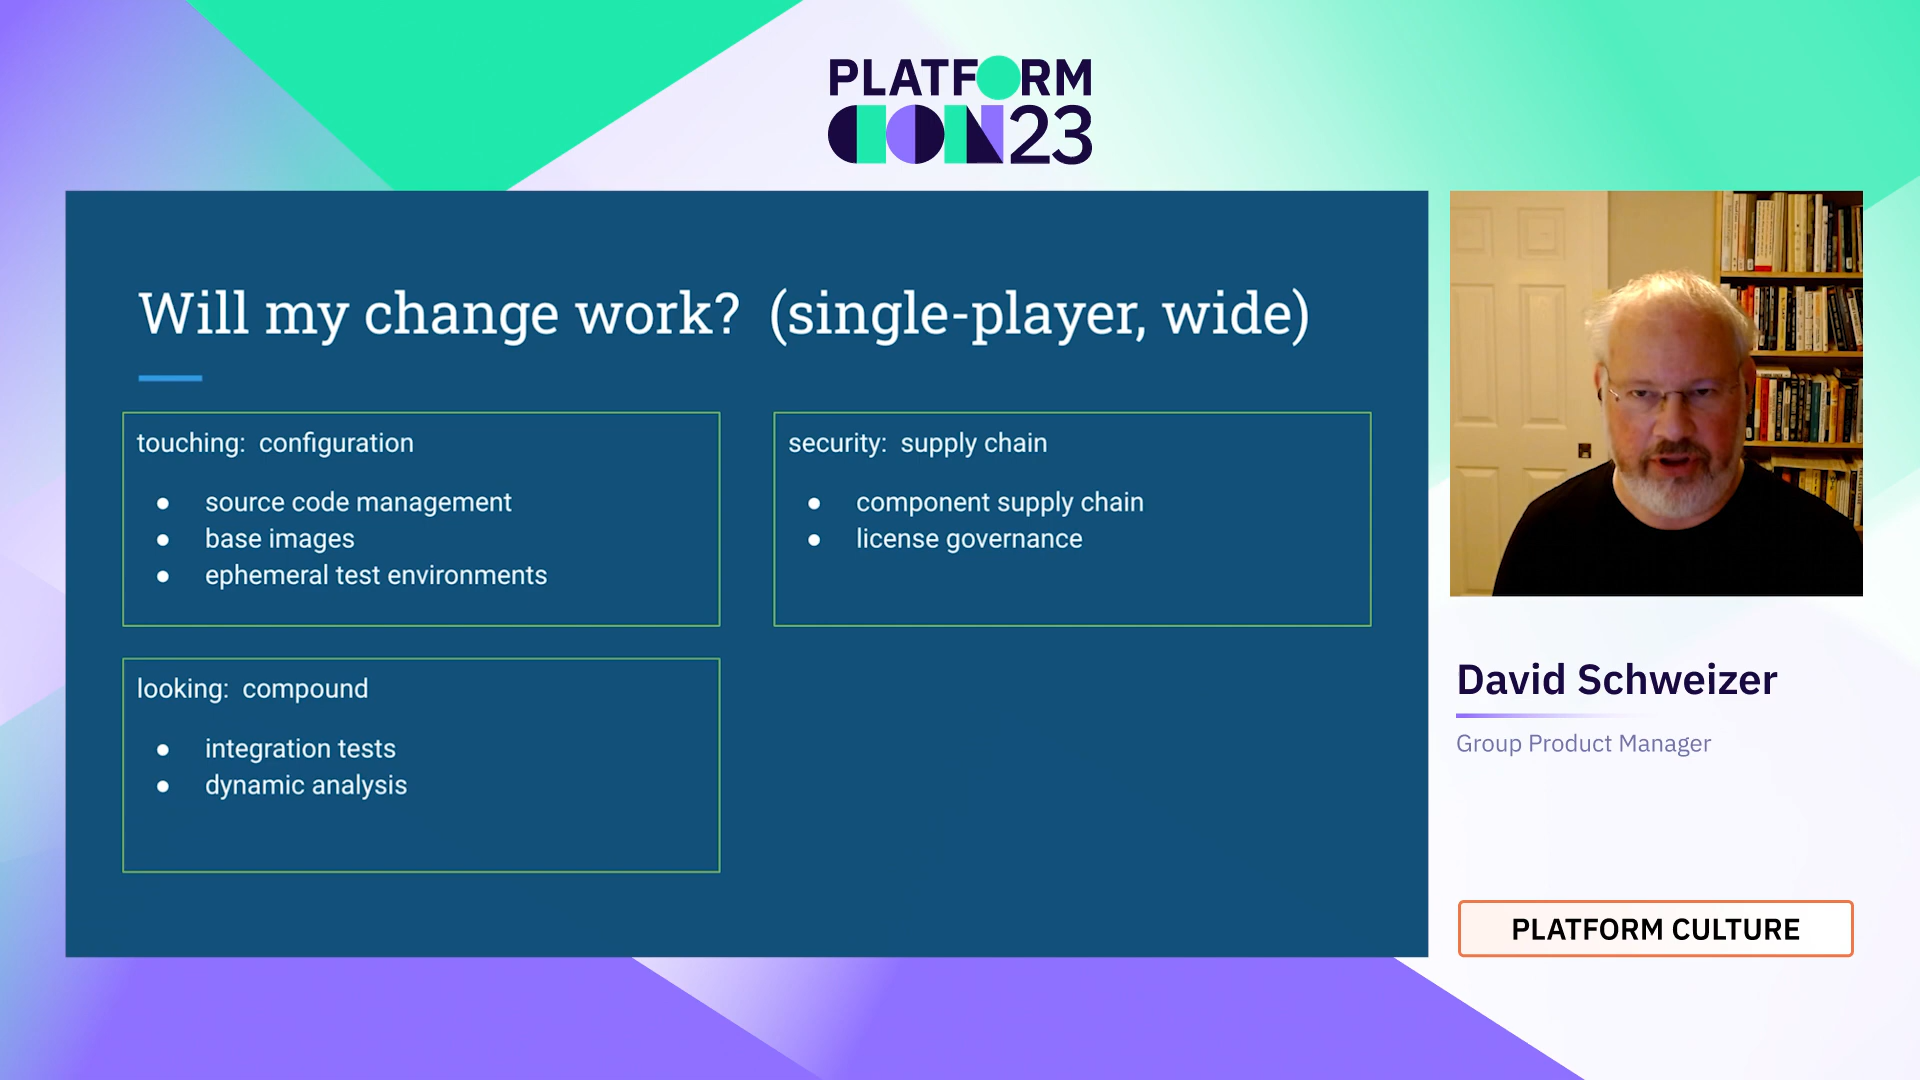 PLATFORM
CON23
Will my change work? (single-player, wide)
touching: configuration
● source code management
● base images
● ephemeral test environments
security: supply chain
● component supply chain
● license governance
looking: compound
● integration tests
● dynamic analysis
David Schweizer
Group Product Manager
PLATFORM CULTURE